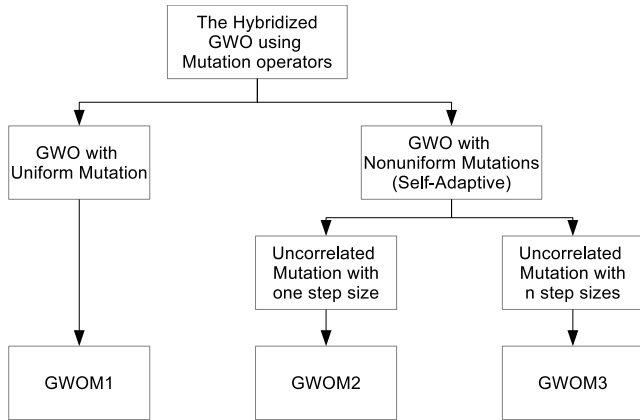 The Hybridized
GWO using
Mutation operators
GWO with
Uniform Mutation
GWO with
Nonuniform Mutations
(Self-Adaptive)
Uncorrelated
Mutation with
one step size
Uncorrelated
Mutation with
n step sizes
GWOM1
GWOM2
GWOM3